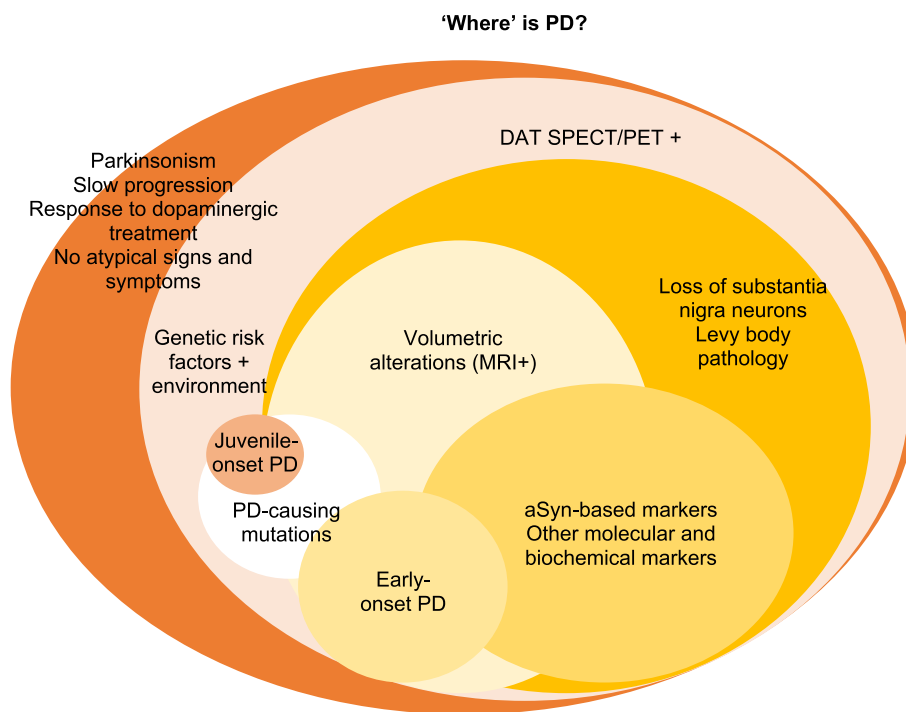 ‘Where’ is PD?
DAT SPECT/PET +
Parkinsonism
Slow progression
Response to dopaminergic
treatment
No atypical signs and
symptoms
Loss of substantia
nigra neurons
Levy body
pathology
Genetic risk
factors +
environment
Volumetric
alterations (MRI+)
Juvenile-
onset PD
PD-causing
mutations
aSyn-based markers
Other molecular and
biochemical markers
Early-
onset PD